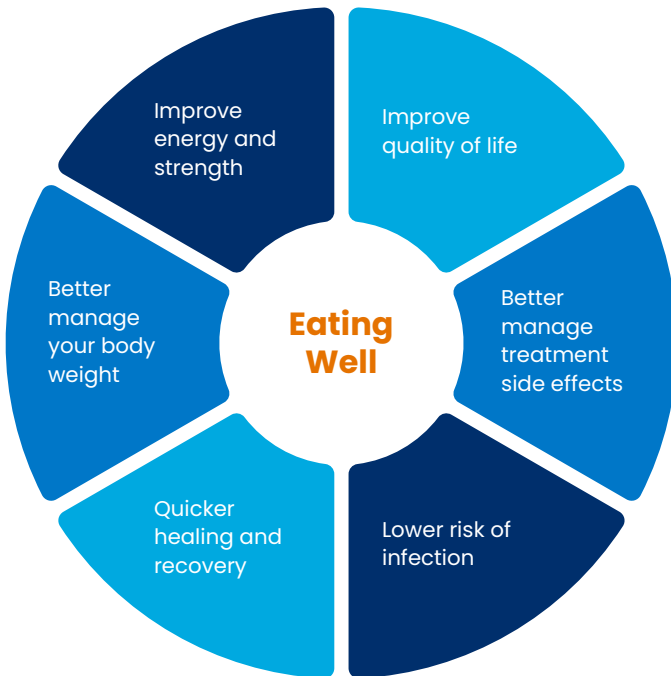 Improve
energy and
strength
Improve
quality of life
Better
manage
your body
weight
Eating
Well
Better
manage
treatment
side effects
Quicker
healing and
recovery
Lower risk of
infection